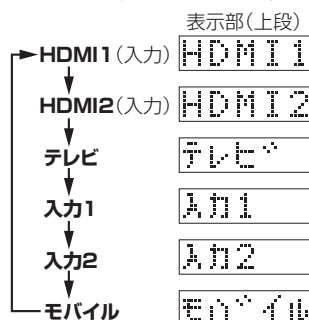 表示部(上段)
HDMI1(入力) HDMI1
HDMI2(入力) HDMI2
テレビ テレビ
入力1 入力1
入力2 入力2
モバイル モバイル